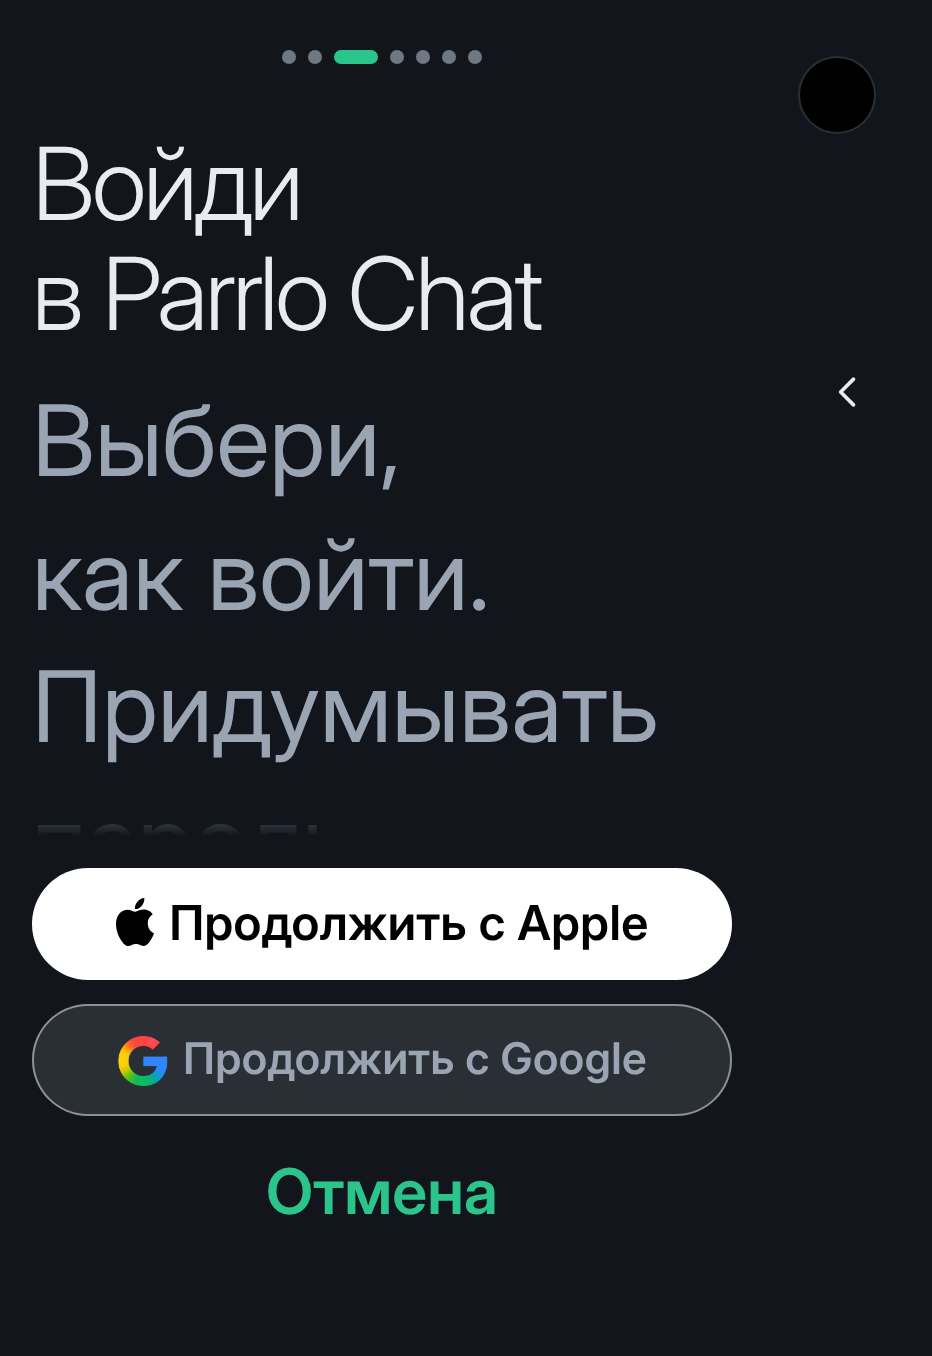 Войди
в Parrlo Chat
Выбери,
как войти.
Придумывать
Продолжить с Apple
Продолжить с Google
Отмена